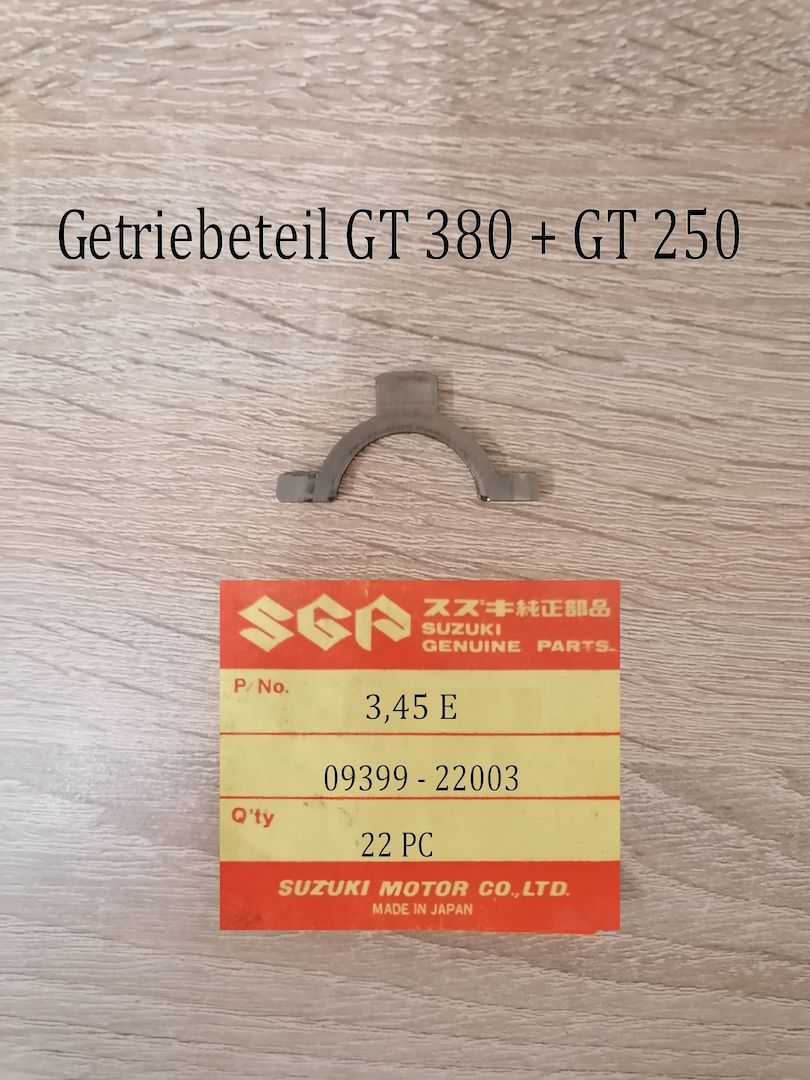 Getriebeteil GT 380 + GT 250
SGP スズキ純正部品
SUZUKI
GENUINE PARTS
P/No.
3,45 E
09399 - 22003
Q'ty
22 PC
SUZUKI MOTOR CO.,LTD.
MADE IN JAPAN